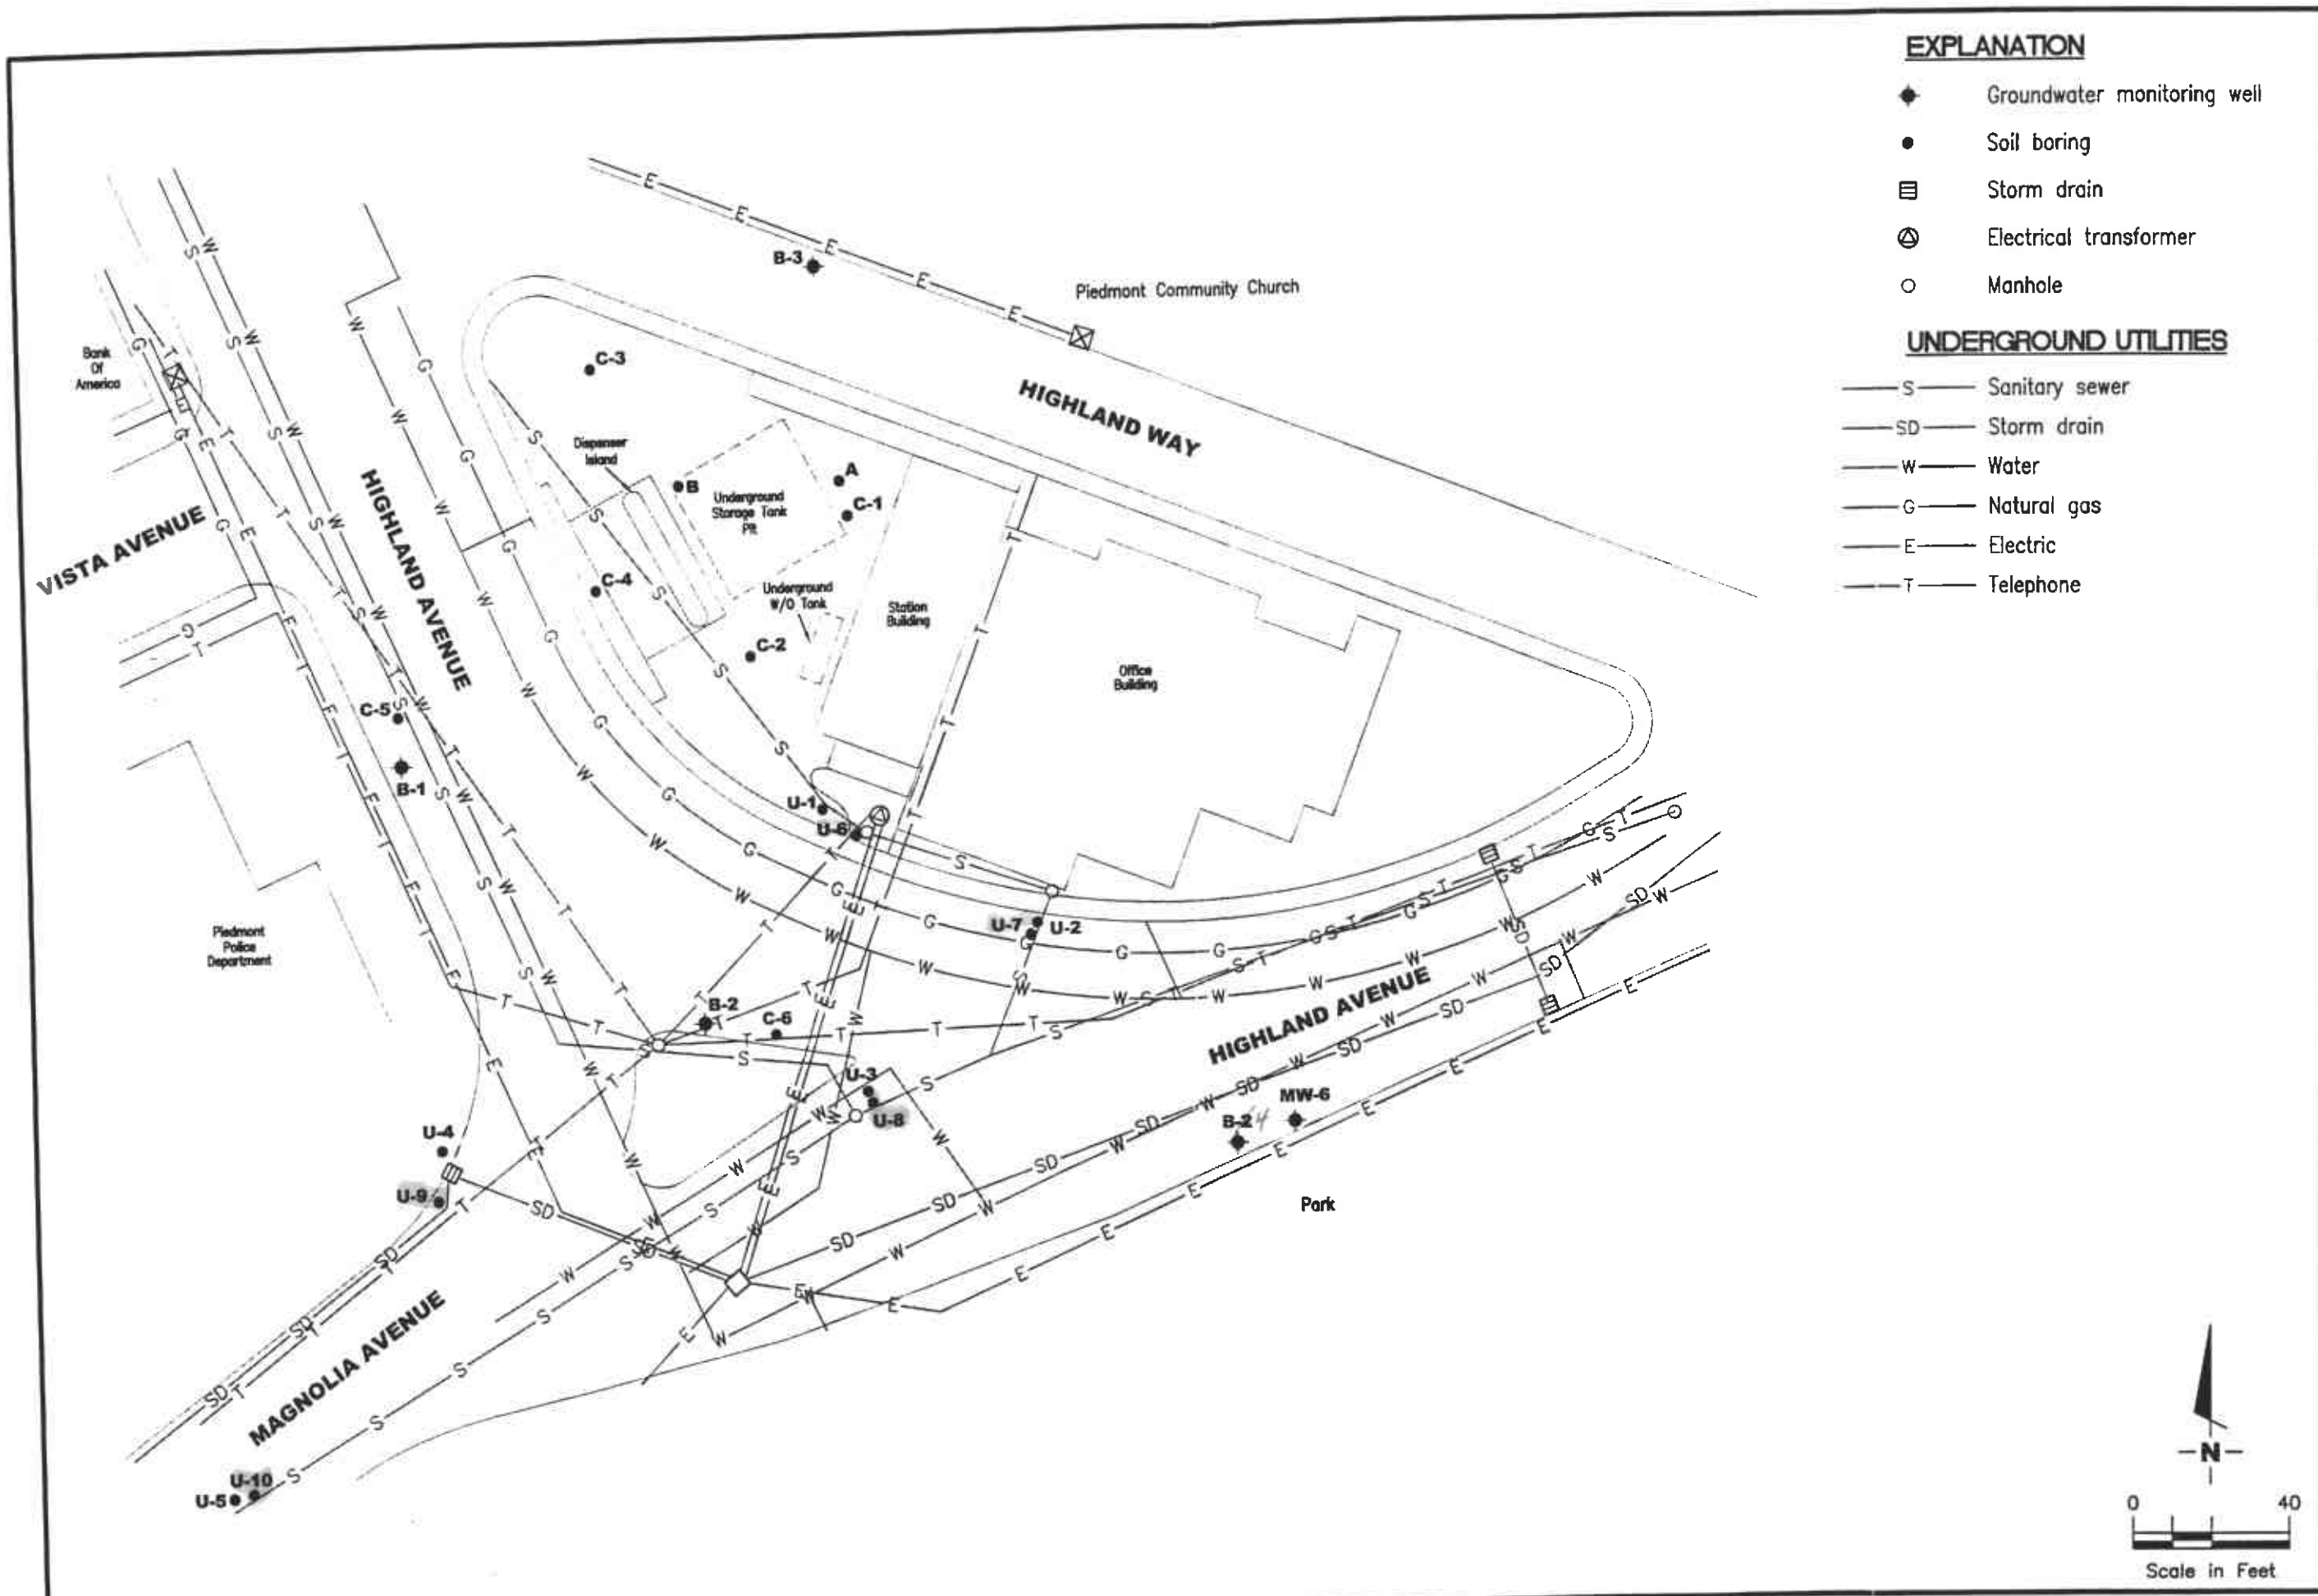 EXPLANATION
Groundwater monitoring well
Soil boring
Storm drain
Electrical transformer
Manhole
UNDERGROUND UTILITIES
S Sanitary sewer
SD Storm drain
W Water
G Natural gas
E Electric
T Telephone
B-3
Piedmont Community Church
HIGHLAND WAY
Bank
Of
America
C-3
Dispenser
Island
B
Underground
Storage Tank
Pit
A
C-1
VISTA AVENUE
HIGHLAND AVENUE
C-4
Underground
W/O Tank
Station
Building
C-2
Office
Building
C-5
B-1
U-1
U-6
U-7
U-2
Piedmont
Police
Department
B-2
C-6
HIGHLAND AVENUE
U-3
U-8
MW-6
B-24
U-4
U-9
Park
MAGNOLIA AVENUE
U-10
U-5
N
0 40
Scale in Feet